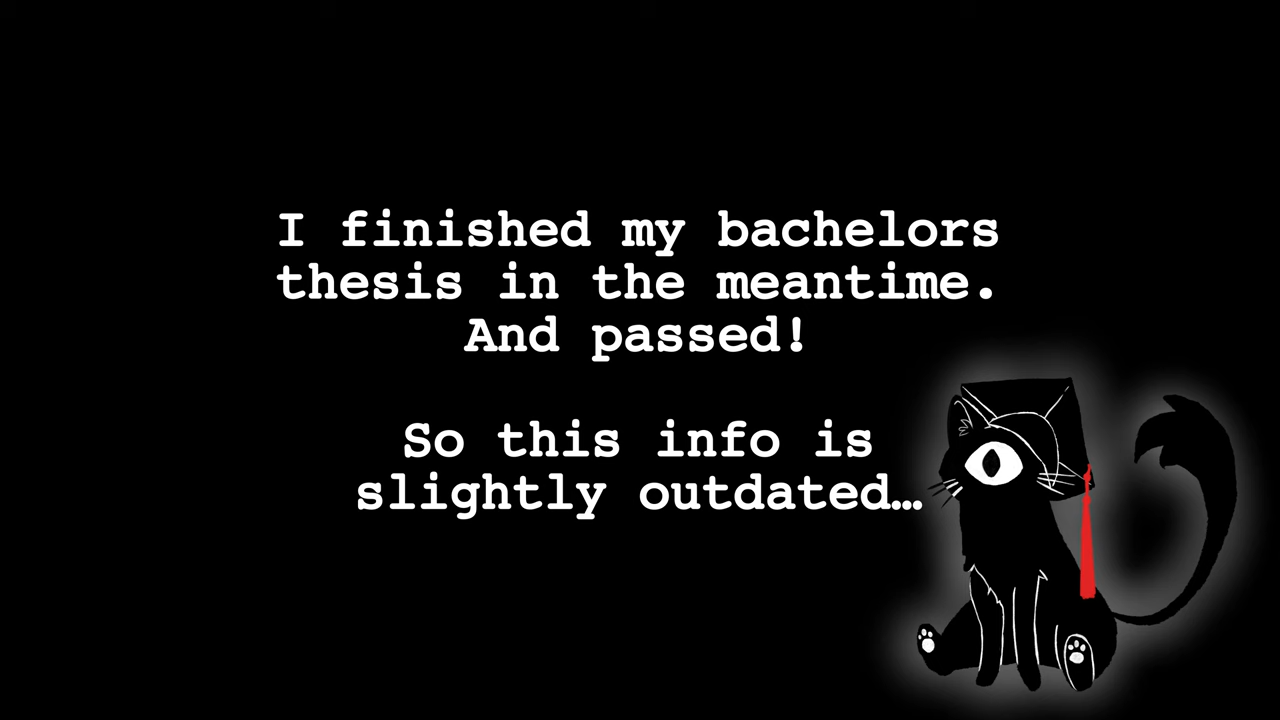 I finished my bachelors
thesis in the meantime.
And passed!
So this info is
slightly outdated…